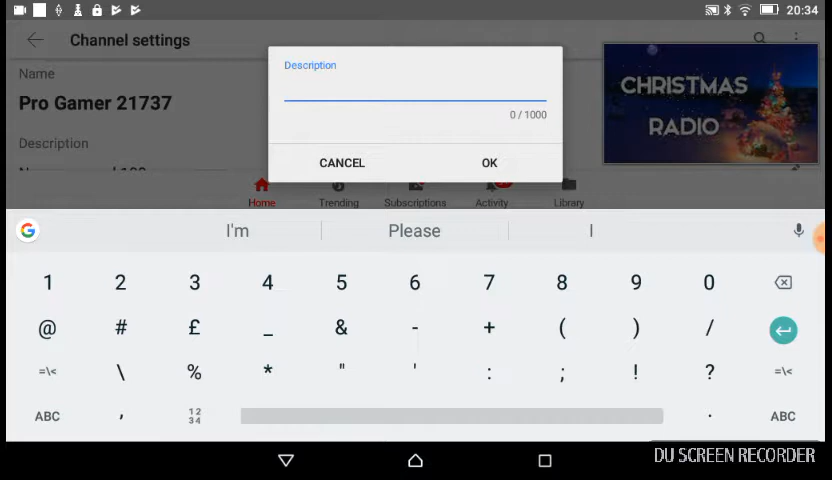 20:34
Channel settings
Name
Pro Gamer 21737
Description
Description
0 / 1000
CANCEL
OK
CHRISTMAS
RADIO
Home
Trending
Subscriptions
Activity
Library
G
I'm
Please
I
1 2 3 4 5 6 7 8 9 0
@ # £ _ & - + ( ) /
=\< \ % * " ' : ; ! ? =\<
ABC , 12 34 . ABC
DU SCREEN RECORDER